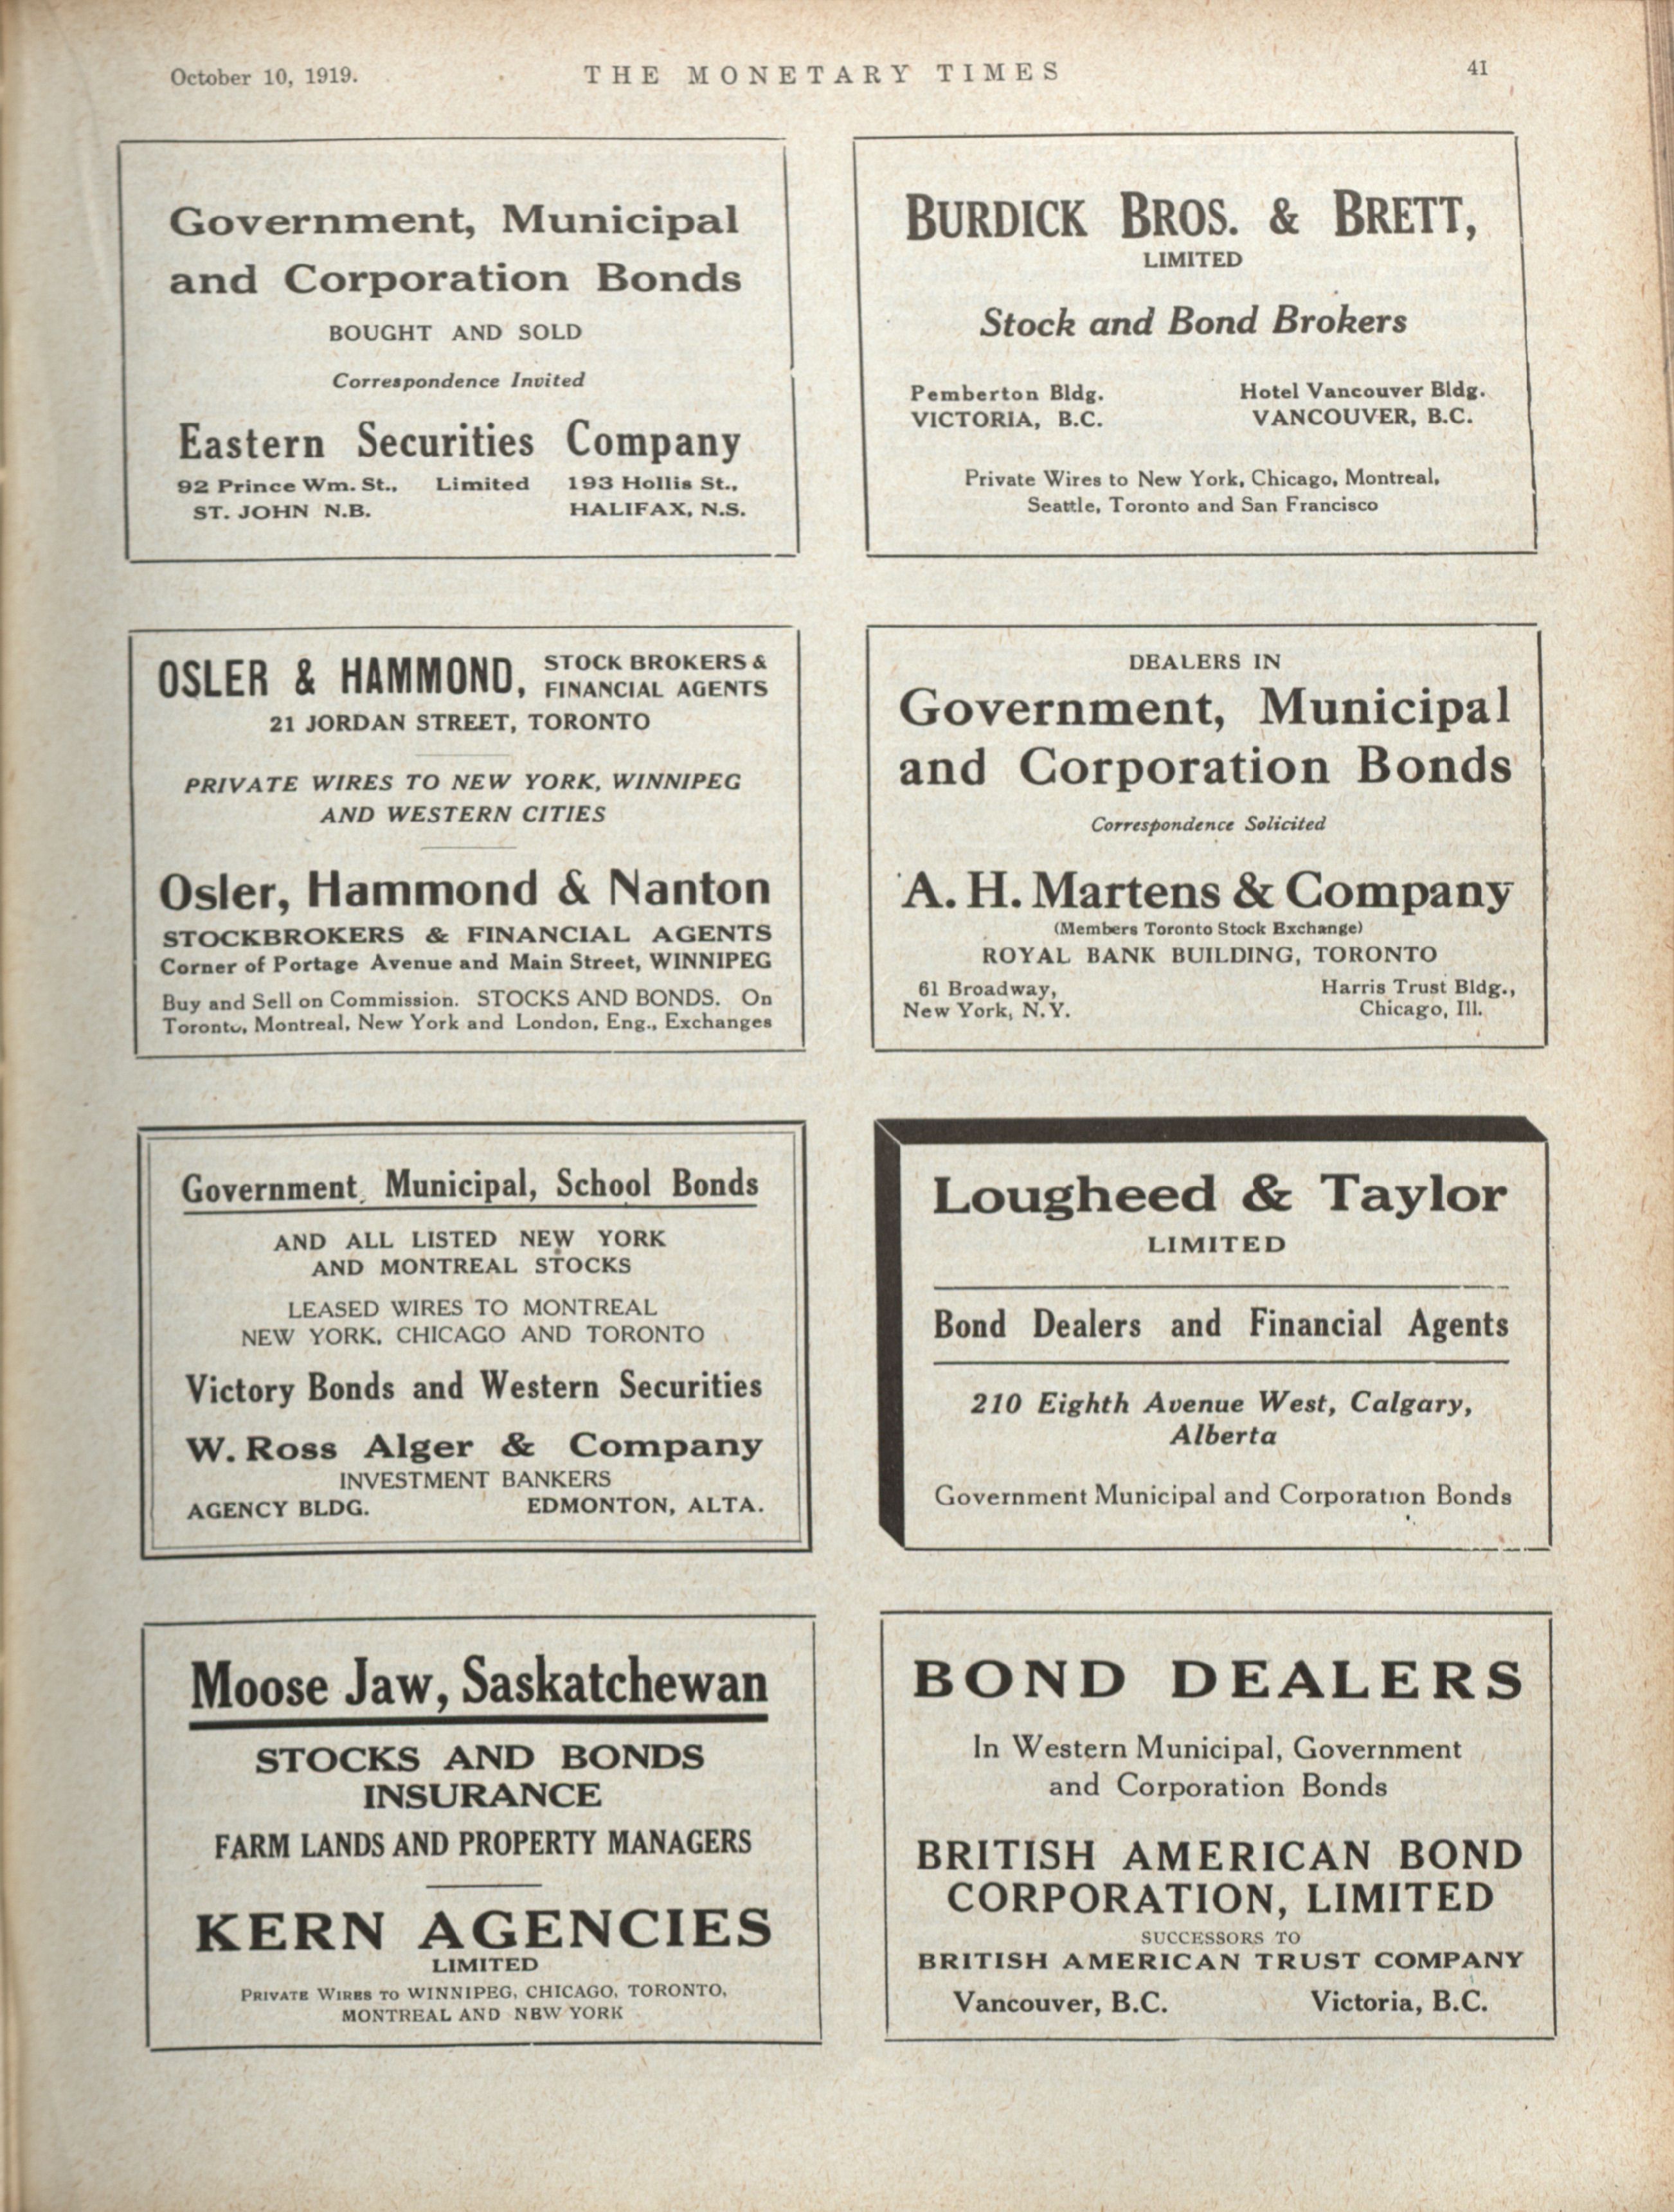 October 10, 1919.
THE MONETARY TIMES
41
Government, Municipal
and Corporation Bonds
BOUGHT AND SOLD
Correspondence Invited
Eastern Securities Company
92 Prince Wm. St., Limited 193 Hollis St.,
ST. JOHN N.B. HALIFAX, N.S.
BURDICK BROS. & BRETT,
LIMITED
Stock and Bond Brokers
Pemberton Bldg. Hotel Vancouver Bldg.
VICTORIA, B.C. VANCOUVER, B.C.
Private Wires to New York, Chicago, Montreal,
Seattle, Toronto and San Francisco
OSLER & HAMMOND, STOCK BROKERS &
FINANCIAL AGENTS
21 JORDAN STREET, TORONTO
PRIVATE WIRES TO NEW YORK, WINNIPEG
AND WESTERN CITIES
Osler, Hammond & Nanton
STOCKBROKERS & FINANCIAL AGENTS
Corner of Portage Avenue and Main Street, WINNIPEG
Buy and Sell on Commission. STOCKS AND BONDS. On
Toronto, Montreal, New York and London, Eng., Exchanges
DEALERS IN
Government, Municipal
and Corporation Bonds
Correspondence Solicited
A. H. Martens & Company
(Members Toronto Stock Exchange)
ROYAL BANK BUILDING, TORONTO
61 Broadway, Harris Trust Bldg.,
New York, N.Y. Chicago, Ill.
Government, Municipal, School Bonds
AND ALL LISTED NEW YORK
AND MONTREAL STOCKS
LEASED WIRES TO MONTREAL
NEW YORK, CHICAGO AND TORONTO
Victory Bonds and Western Securities
W. Ross Alger & Company
INVESTMENT BANKERS
AGENCY BLDG. EDMONTON, ALTA.
Lougheed & Taylor
LIMITED
Bond Dealers and Financial Agents
210 Eighth Avenue West, Calgary,
Alberta
Government Municipal and Corporation Bonds
Moose Jaw, Saskatchewan
STOCKS AND BONDS
INSURANCE
FARM LANDS AND PROPERTY MANAGERS
KERN AGENCIES
LIMITED
PRIVATE WIRES TO WINNIPEG, CHICAGO, TORONTO,
MONTREAL AND NEW YORK
BOND DEALERS
In Western Municipal, Government
and Corporation Bonds
BRITISH AMERICAN BOND
CORPORATION, LIMITED
SUCCESSORS TO
BRITISH AMERICAN TRUST COMPANY
Vancouver, B.C. Victoria, B.C.